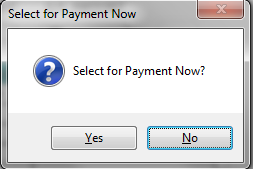 Select for Payment Now
Select for Payment Now?
Yes
No